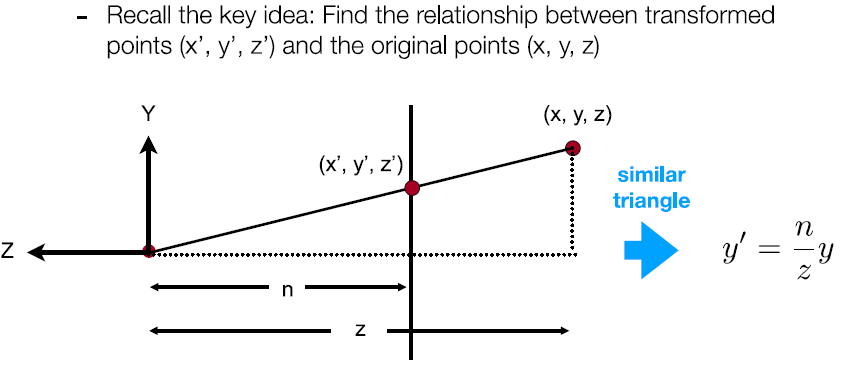 - Recall the key idea: Find the relationship between transformed
points (x’, y’, z’) and the original points (x, y, z)
Y
(x, y, z)
(x’, y’, z’)
similar
triangle
Z
y′ = n/z y
n
z